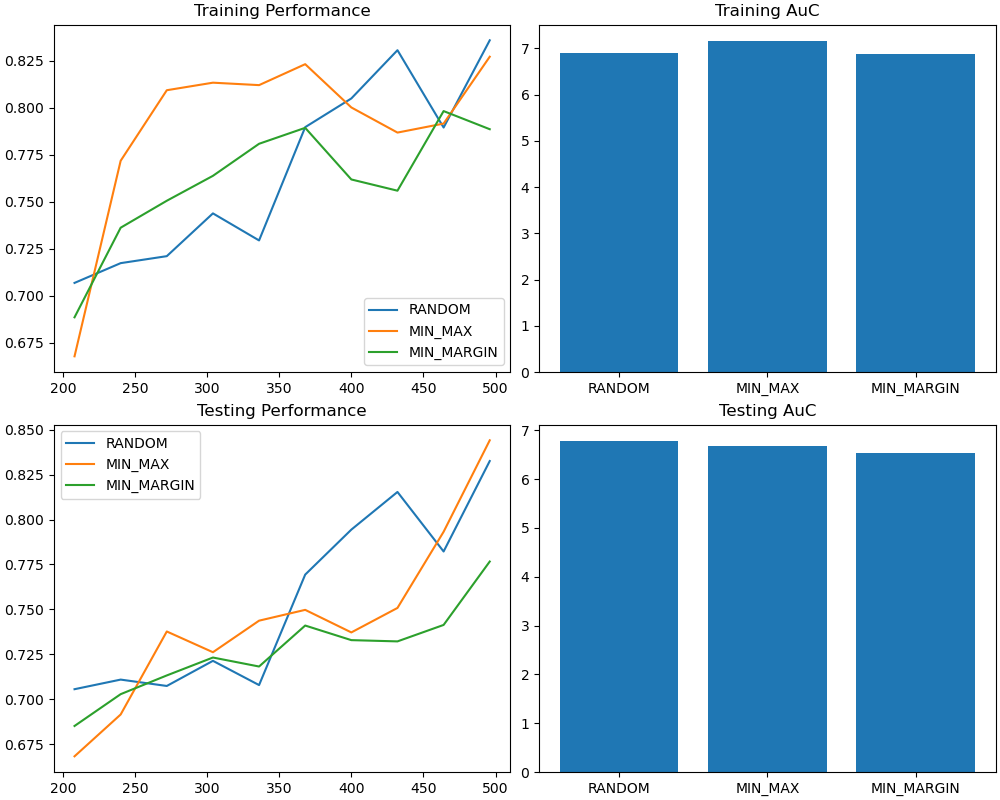 Training Performance
0.825
0.800
0.775
0.750
0.725
0.700
0.675
200 250 300 350 400 450 500
RANDOM
MIN_MAX
MIN_MARGIN
Training AuC
7
6
5
4
3
2
1
0
RANDOM MIN_MAX MIN_MARGIN
Testing Performance
0.850
0.825
0.800
0.775
0.750
0.725
0.700
0.675
200 250 300 350 400 450 500
RANDOM
MIN_MAX
MIN_MARGIN
Testing AuC
7
6
5
4
3
2
1
0
RANDOM MIN_MAX MIN_MARGIN